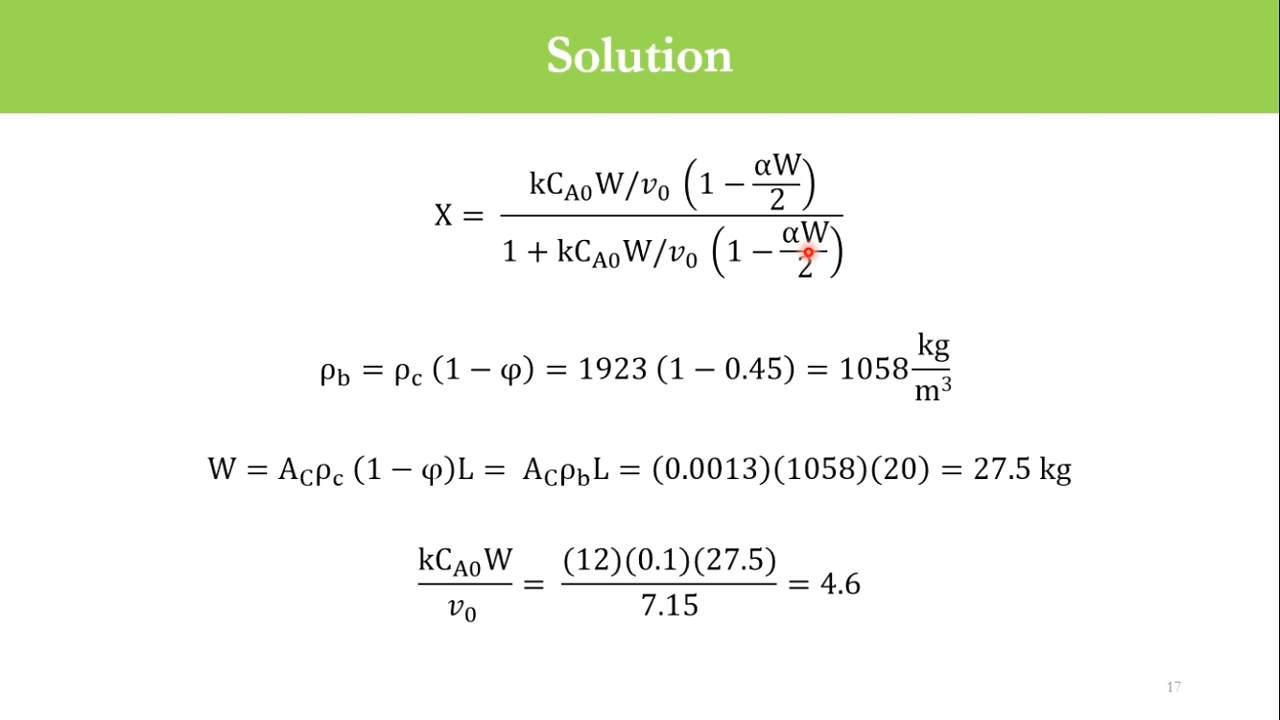 Solution
X = kC_A0W/v_0 (1 − αW/2) / 1 + kC_A0W/v_0 (1 − αW/2)
ρ_b = ρ_c (1 − φ) = 1923 (1 − 0.45) = 1058 kg/m³
W = A_Cρ_c (1 − φ)L = A_Cρ_bL = (0.0013)(1058)(20) = 27.5 kg
kC_A0W/v_0 = (12)(0.1)(27.5)/7.15 = 4.6
17